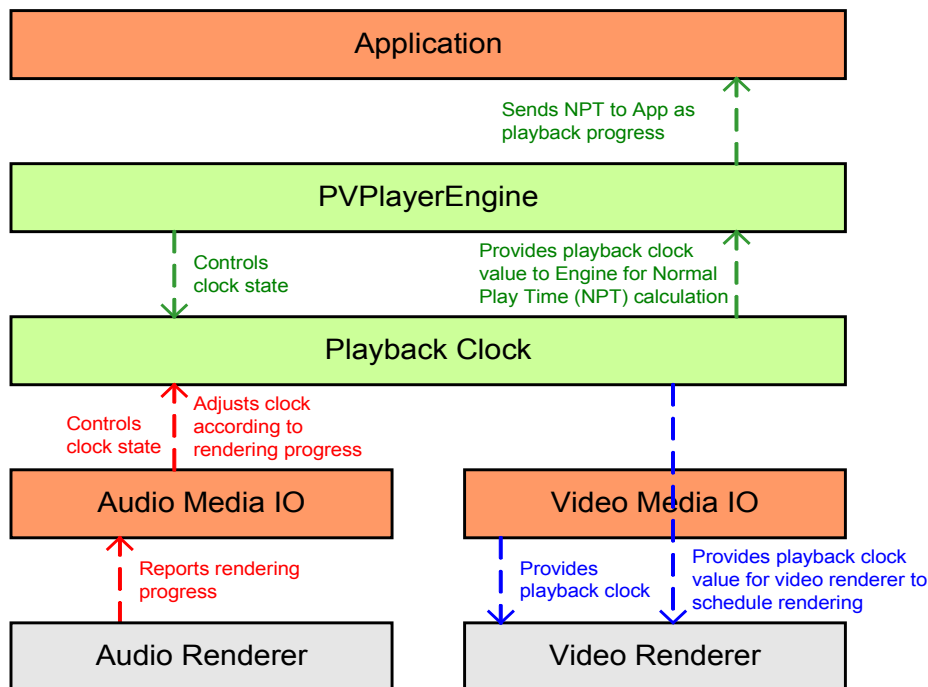 Application
Sends NPT to App as
playback progress
PVPlayerEngine
Controls
clock state
Provides playback clock
value to Engine for Normal
Play Time (NPT) calculation
Playback Clock
Controls
clock state
Adjusts clock
according to
rendering progress
Audio Media IO
Video Media IO
Reports rendering
progress
Provides
playback clock
Provides playback clock
value for video renderer to
schedule rendering
Audio Renderer
Video Renderer